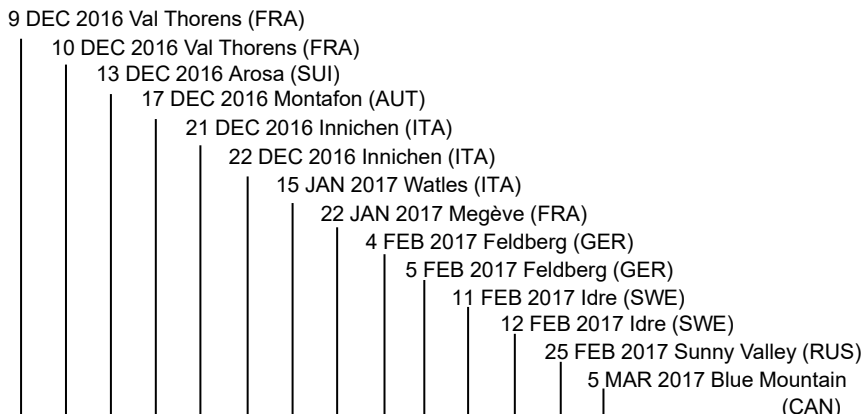 9 DEC 2016 Val Thorens (FRA)
10 DEC 2016 Val Thorens (FRA)
13 DEC 2016 Arosa (SUI)
17 DEC 2016 Montafon (AUT)
21 DEC 2016 Innichen (ITA)
22 DEC 2016 Innichen (ITA)
15 JAN 2017 Watles (ITA)
22 JAN 2017 Megève (FRA)
4 FEB 2017 Feldberg (GER)
5 FEB 2017 Feldberg (GER)
11 FEB 2017 Idre (SWE)
12 FEB 2017 Idre (SWE)
25 FEB 2017 Sunny Valley (RUS)
5 MAR 2017 Blue Mountain
(CAN)